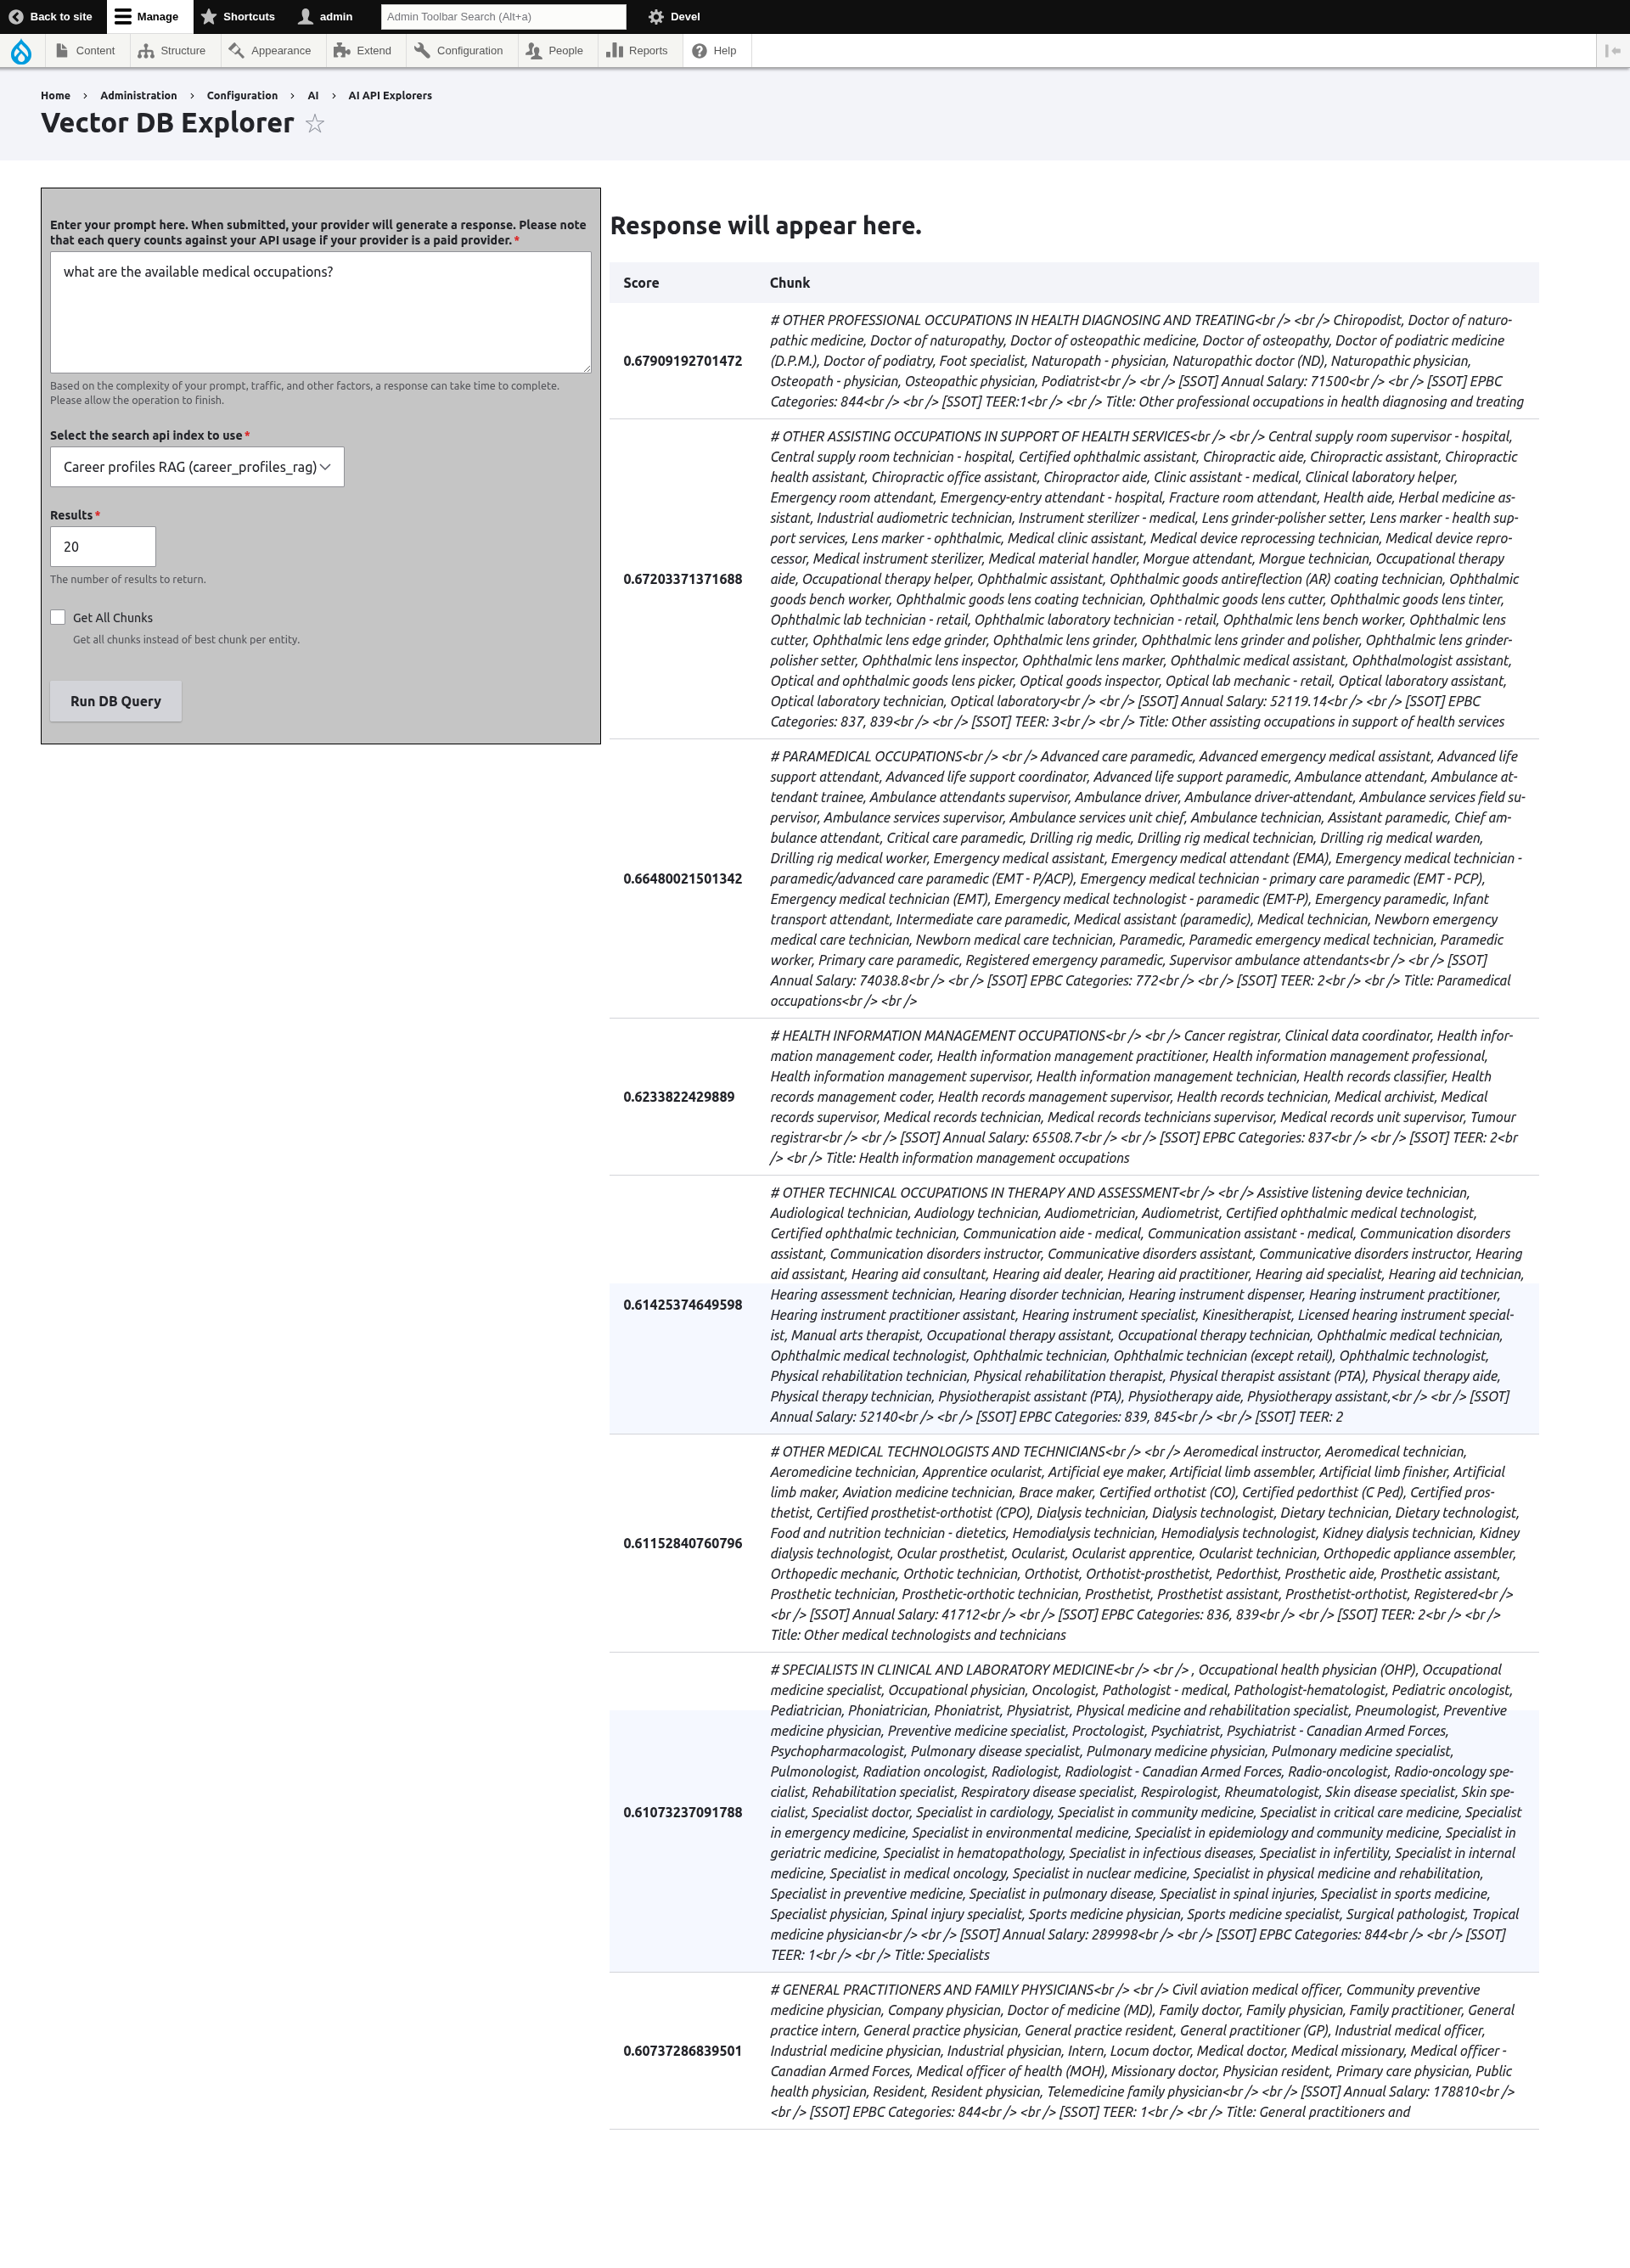 Back to site Manage Shortcuts admin Admin Toolbar Search (Alt+a) Devel
Content Structure Appearance Extend Configuration People Reports Help
Home › Administration › Configuration › AI › AI API Explorers
Vector DB Explorer
Enter your prompt here. When submitted, your provider will generate a response. Please note
that each query counts against your API usage if your provider is a paid provider. *
what are the available medical occupations?
Based on the complexity of your prompt, traffic, and other factors, a response can take time to complete.
Please allow the operation to finish.
Select the search api index to use *
Career profiles RAG (career_profiles_rag)
Results *
20
The number of results to return.
Get All Chunks
Get all chunks instead of best chunk per entity.
Run DB Query
Response will appear here.
Score Chunk
0.67909192701472
# OTHER PROFESSIONAL OCCUPATIONS IN HEALTH DIAGNOSING AND TREATING<br /> <br /> Chiropodist, Doctor of naturo-
pathic medicine, Doctor of naturopathy, Doctor of osteopathic medicine, Doctor of osteopathy, Doctor of podiatric medicine
(D.P.M.), Doctor of podiatry, Foot specialist, Naturopath - physician, Naturopathic doctor (ND), Naturopathic physician,
Osteopath - physician, Osteopathic physician, Podiatrist<br /> <br /> [SSOT] Annual Salary: 71500<br /> <br /> [SSOT] EPBC
Categories: 844<br /> <br /> [SSOT] TEER:1<br /> <br /> Title: Other professional occupations in health diagnosing and treating
0.67203371371688
# OTHER ASSISTING OCCUPATIONS IN SUPPORT OF HEALTH SERVICES<br /> <br /> Central supply room supervisor - hospital,
Central supply room technician - hospital, Certified ophthalmic assistant, Chiropractic aide, Chiropractic assistant, Chiropractic
health assistant, Chiropractic office assistant, Chiropractor aide, Clinic assistant - medical, Clinical laboratory helper,
Emergency room attendant, Emergency-entry attendant - hospital, Fracture room attendant, Health aide, Herbal medicine as-
sistant, Industrial audiometric technician, Instrument sterilizer - medical, Lens grinder-polisher setter, Lens marker - health sup-
port services, Lens marker - ophthalmic, Medical clinic assistant, Medical device reprocessing technician, Medical device repro-
cessor, Medical instrument sterilizer, Medical material handler, Morgue attendant, Morgue technician, Occupational therapy
aide, Occupational therapy helper, Ophthalmic assistant, Ophthalmic goods antireflection (AR) coating technician, Ophthalmic
goods bench worker, Ophthalmic goods lens coating technician, Ophthalmic goods lens cutter, Ophthalmic goods lens tinter,
Ophthalmic lab technician - retail, Ophthalmic laboratory technician - retail, Ophthalmic lens bench worker, Ophthalmic lens
cutter, Ophthalmic lens edge grinder, Ophthalmic lens grinder, Ophthalmic lens grinder and polisher, Ophthalmic lens grinder-
polisher setter, Ophthalmic lens inspector, Ophthalmic lens marker, Ophthalmic medical assistant, Ophthalmologist assistant,
Optical and ophthalmic goods lens picker, Optical goods inspector, Optical lab mechanic - retail, Optical laboratory assistant,
Optical laboratory technician, Optical laboratory<br /> <br /> [SSOT] Annual Salary: 52119.14<br /> <br /> [SSOT] EPBC
Categories: 837, 839<br /> <br /> [SSOT] TEER: 3<br /> <br /> Title: Other assisting occupations in support of health services
0.66480021501342
# PARAMEDICAL OCCUPATIONS<br /> <br /> Advanced care paramedic, Advanced emergency medical assistant, Advanced life
support attendant, Advanced life support coordinator, Advanced life support paramedic, Ambulance attendant, Ambulance at-
tendant trainee, Ambulance attendants supervisor, Ambulance driver, Ambulance driver-attendant, Ambulance services field su-
pervisor, Ambulance services supervisor, Ambulance services unit chief, Ambulance technician, Assistant paramedic, Chief am-
bulance attendant, Critical care paramedic, Drilling rig medic, Drilling rig medical technician, Drilling rig medical warden,
Drilling rig medical worker, Emergency medical assistant, Emergency medical attendant (EMA), Emergency medical technician -
paramedic/advanced care paramedic (EMT - P/ACP), Emergency medical technician - primary care paramedic (EMT - PCP),
Emergency medical technician (EMT), Emergency medical technologist - paramedic (EMT-P), Emergency paramedic, Infant
transport attendant, Intermediate care paramedic, Medical assistant (paramedic), Medical technician, Newborn emergency
medical care technician, Newborn medical care technician, Paramedic, Paramedic emergency medical technician, Paramedic
worker, Primary care paramedic, Registered emergency paramedic, Supervisor ambulance attendants<br /> <br /> [SSOT]
Annual Salary: 74038.8<br /> <br /> [SSOT] EPBC Categories: 772<br /> <br /> [SSOT] TEER: 2<br /> <br /> Title: Paramedical
occupations<br /> <br />
0.6233822429889
# HEALTH INFORMATION MANAGEMENT OCCUPATIONS<br /> <br /> Cancer registrar, Clinical data coordinator, Health infor-
mation management coder, Health information management practitioner, Health information management professional,
Health information management supervisor, Health information management technician, Health records classifier, Health
records management coder, Health records management supervisor, Health records technician, Medical archivist, Medical
records supervisor, Medical records technician, Medical records technicians supervisor, Medical records unit supervisor, Tumour
registrar<br /> <br /> [SSOT] Annual Salary: 65508.7<br /> <br /> [SSOT] EPBC Categories: 837<br /> <br /> [SSOT] TEER: 2<br
/> <br /> Title: Health information management occupations
0.61425374649598
# OTHER TECHNICAL OCCUPATIONS IN THERAPY AND ASSESSMENT<br /> <br /> Assistive listening device technician,
Audiological technician, Audiology technician, Audiometrician, Audiometrist, Certified ophthalmic medical technologist,
Certified ophthalmic technician, Communication aide - medical, Communication assistant - medical, Communication disorders
assistant, Communication disorders instructor, Communicative disorders assistant, Communicative disorders instructor, Hearing
aid assistant, Hearing aid consultant, Hearing aid dealer, Hearing aid practitioner, Hearing aid specialist, Hearing aid technician,
Hearing assessment technician, Hearing disorder technician, Hearing instrument dispenser, Hearing instrument practitioner,
Hearing instrument practitioner assistant, Hearing instrument specialist, Kinesitherapist, Licensed hearing instrument special-
ist, Manual arts therapist, Occupational therapy assistant, Occupational therapy technician, Ophthalmic medical technician,
Ophthalmic medical technologist, Ophthalmic technician, Ophthalmic technician (except retail), Ophthalmic technologist,
Physical rehabilitation technician, Physical rehabilitation therapist, Physical therapist assistant (PTA), Physical therapy aide,
Physical therapy technician, Physiotherapist assistant (PTA), Physiotherapy aide, Physiotherapy assistant,<br /> <br /> [SSOT]
Annual Salary: 52140<br /> <br /> [SSOT] EPBC Categories: 839, 845<br /> <br /> [SSOT] TEER: 2
0.61152840760796
# OTHER MEDICAL TECHNOLOGISTS AND TECHNICIANS<br /> <br /> Aeromedical instructor, Aeromedical technician,
Aeromedicine technician, Apprentice ocularist, Artificial eye maker, Artificial limb assembler, Artificial limb finisher, Artificial
limb maker, Aviation medicine technician, Brace maker, Certified orthotist (CO), Certified pedorthist (C Ped), Certified pros-
thetist, Certified prosthetist-orthotist (CPO), Dialysis technician, Dialysis technologist, Dietary technician, Dietary technologist,
Food and nutrition technician - dietetics, Hemodialysis technician, Hemodialysis technologist, Kidney dialysis technician, Kidney
dialysis technologist, Ocular prosthetist, Ocularist, Ocularist apprentice, Ocularist technician, Orthopedic appliance assembler,
Orthopedic mechanic, Orthotic technician, Orthotist, Orthotist-prosthetist, Pedorthist, Prosthetic aide, Prosthetic assistant,
Prosthetic technician, Prosthetic-orthotic technician, Prosthetist, Prosthetist assistant, Prosthetist-orthotist, Registered<br />
<br /> [SSOT] Annual Salary: 41712<br /> <br /> [SSOT] EPBC Categories: 836, 839<br /> <br /> [SSOT] TEER: 2<br /> <br />
Title: Other medical technologists and technicians
0.61073237091788
# SPECIALISTS IN CLINICAL AND LABORATORY MEDICINE<br /> <br /> , Occupational health physician (OHP), Occupational
medicine specialist, Occupational physician, Oncologist, Pathologist - medical, Pathologist-hematologist, Pediatric oncologist,
Pediatrician, Phoniatrician, Phoniatrist, Physiatrist, Physical medicine and rehabilitation specialist, Pneumologist, Preventive
medicine physician, Preventive medicine specialist, Proctologist, Psychiatrist, Psychiatrist - Canadian Armed Forces,
Psychopharmacologist, Pulmonary disease specialist, Pulmonary medicine physician, Pulmonary medicine specialist,
Pulmonologist, Radiation oncologist, Radiologist, Radiologist - Canadian Armed Forces, Radio-oncologist, Radio-oncology spe-
cialist, Rehabilitation specialist, Respiratory disease specialist, Respirologist, Rheumatologist, Skin disease specialist, Skin spe-
cialist, Specialist doctor, Specialist in cardiology, Specialist in community medicine, Specialist in critical care medicine, Specialist
in emergency medicine, Specialist in environmental medicine, Specialist in epidemiology and community medicine, Specialist in
geriatric medicine, Specialist in hematopathology, Specialist in infectious diseases, Specialist in infertility, Specialist in internal
medicine, Specialist in medical oncology, Specialist in nuclear medicine, Specialist in physical medicine and rehabilitation,
Specialist in preventive medicine, Specialist in pulmonary disease, Specialist in spinal injuries, Specialist in sports medicine,
Specialist physician, Spinal injury specialist, Sports medicine physician, Sports medicine specialist, Surgical pathologist, Tropical
medicine physician<br /> <br /> [SSOT] Annual Salary: 289998<br /> <br /> [SSOT] EPBC Categories: 844<br /> <br /> [SSOT]
TEER: 1<br /> <br /> Title: Specialists
0.60737286839501
# GENERAL PRACTITIONERS AND FAMILY PHYSICIANS<br /> <br /> Civil aviation medical officer, Community preventive
medicine physician, Company physician, Doctor of medicine (MD), Family doctor, Family physician, Family practitioner, General
practice intern, General practice physician, General practice resident, General practitioner (GP), Industrial medical officer,
Industrial medicine physician, Industrial physician, Intern, Locum doctor, Medical doctor, Medical missionary, Medical officer -
Canadian Armed Forces, Medical officer of health (MOH), Missionary doctor, Physician resident, Primary care physician, Public
health physician, Resident, Resident physician, Telemedicine family physician<br /> <br /> [SSOT] Annual Salary: 178810<br />
<br /> [SSOT] EPBC Categories: 844<br /> <br /> [SSOT] TEER: 1<br /> <br /> Title: General practitioners and